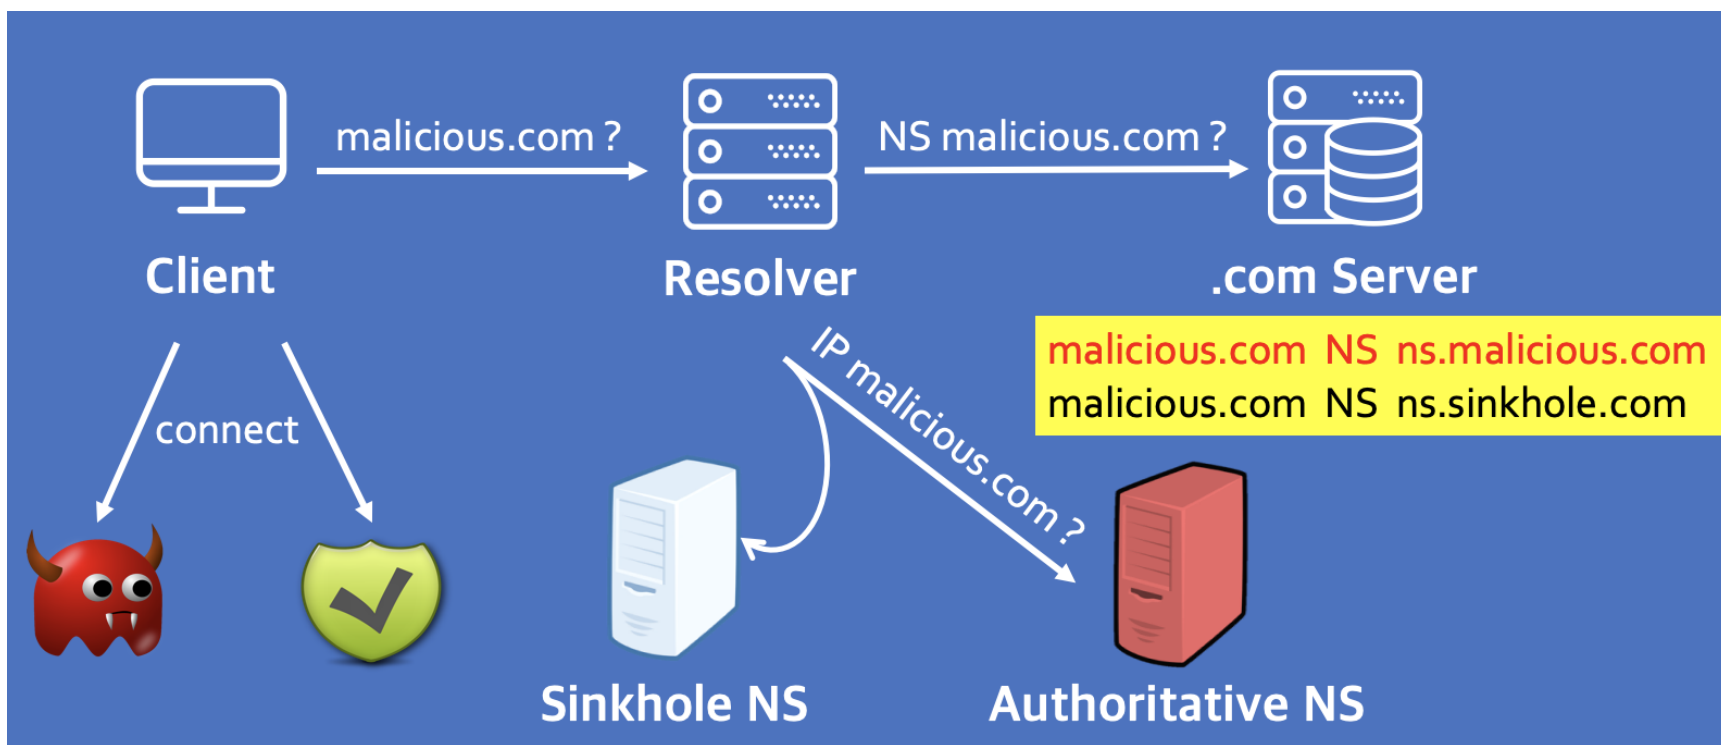 malicious.com ?
NS malicious.com ?
Client
Resolver
.com Server
malicious.com NS ns.malicious.com
malicious.com NS ns.sinkhole.com
IP malicious.com ?
connect
Sinkhole NS
Authoritative NS